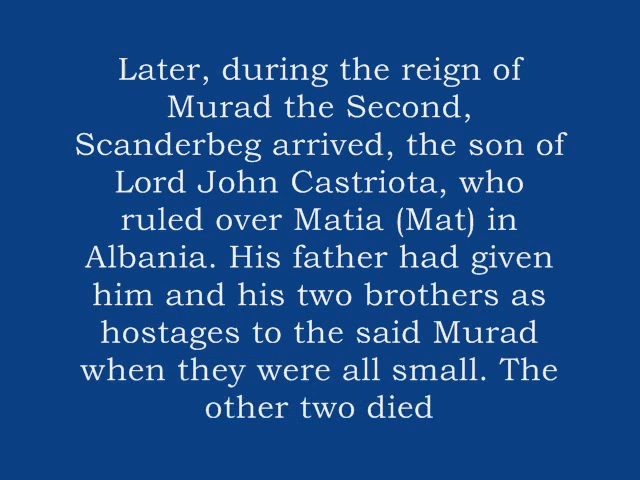 Later, during the reign of
Murad the Second,
Scanderbeg arrived, the son of
Lord John Castriota, who
ruled over Matia (Mat) in
Albania. His father had given
him and his two brothers as
hostages to the said Murad
when they were all small. The
other two died